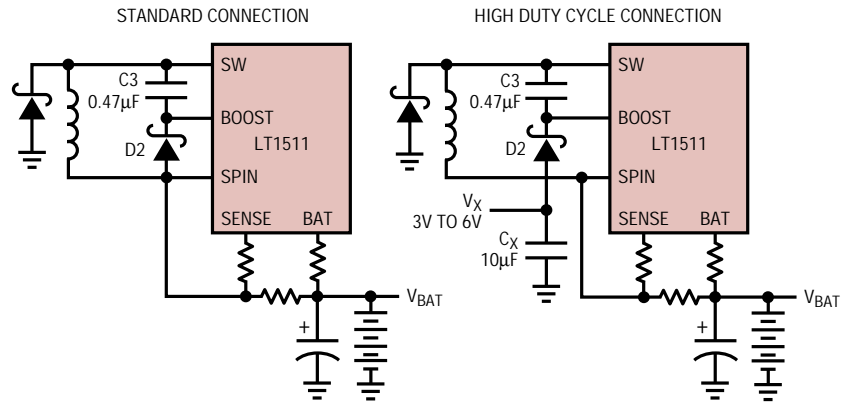 STANDARD CONNECTION
SW
C3
0.47µF
BOOST
LT1511
D2
SPIN
SENSE BAT
VBAT
+
HIGH DUTY CYCLE CONNECTION
SW
C3
0.47µF
BOOST
LT1511
D2
SPIN
VX
3V TO 6V
SENSE BAT
CX
10µF
VBAT
+